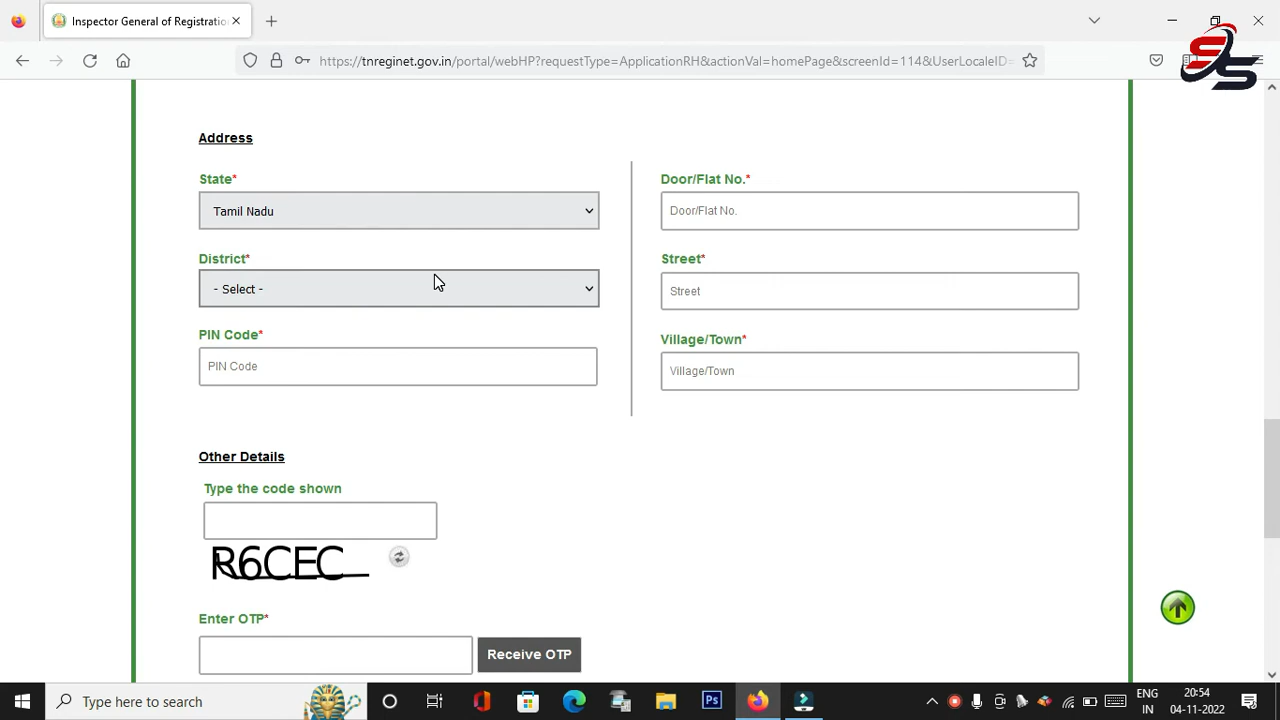 Inspector General of Registratio
https://tnreginet.gov.in/portal/webHP?requestType=ApplicationRH&actionVal=homePage&screenId=114&UserLocaleID=
SS
Address
State*
Tamil Nadu
Door/Flat No.*
Door/Flat No.
District*
- Select -
Street*
Street
PIN Code*
PIN Code
Village/Town*
Village/Town
Other Details
Type the code shown
R6CEC
Enter OTP*
Receive OTP
Type here to search
Ps
ENG
IN
20:54
04-11-2022